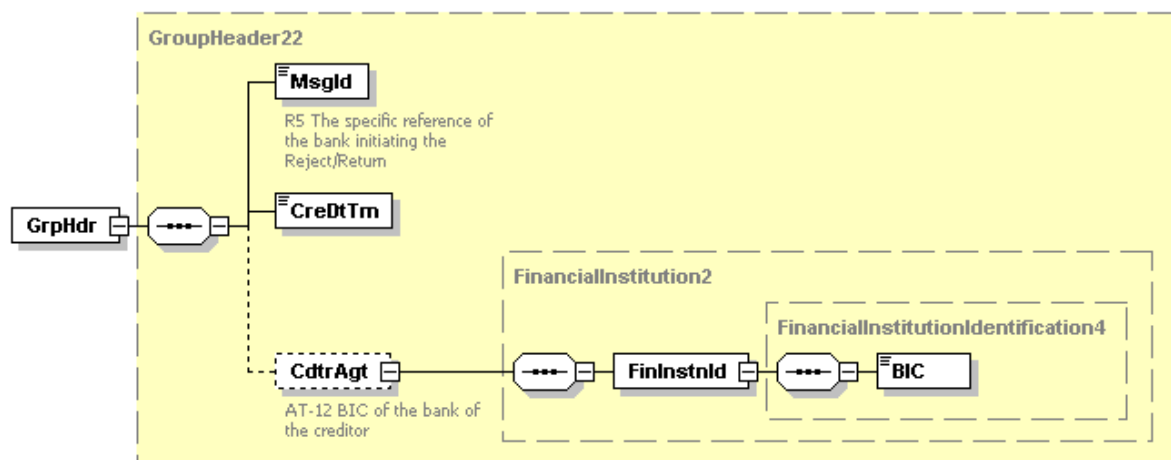 GroupHeader22
MsgId
R5 The specific reference of
the bank initiating the
Reject/Return
GrpHdr
CreDtTm
FinancialInstitution2
FinancialInstitutionIdentification4
CdtrAgt
FinInstnId
BIC
AT-12 BIC of the bank of
the creditor